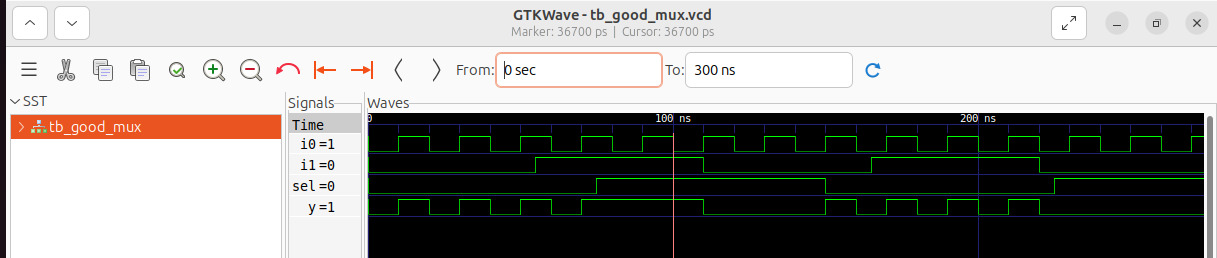 GTKWave - tb_good_mux.vcd
Marker: 36700 ps | Cursor: 36700 ps
From: 0 sec To: 300 ns
SST
tb_good_mux
Signals
Time
i0=1
i1=0
sel=0
y=1
Waves
0 100 ns 200 ns